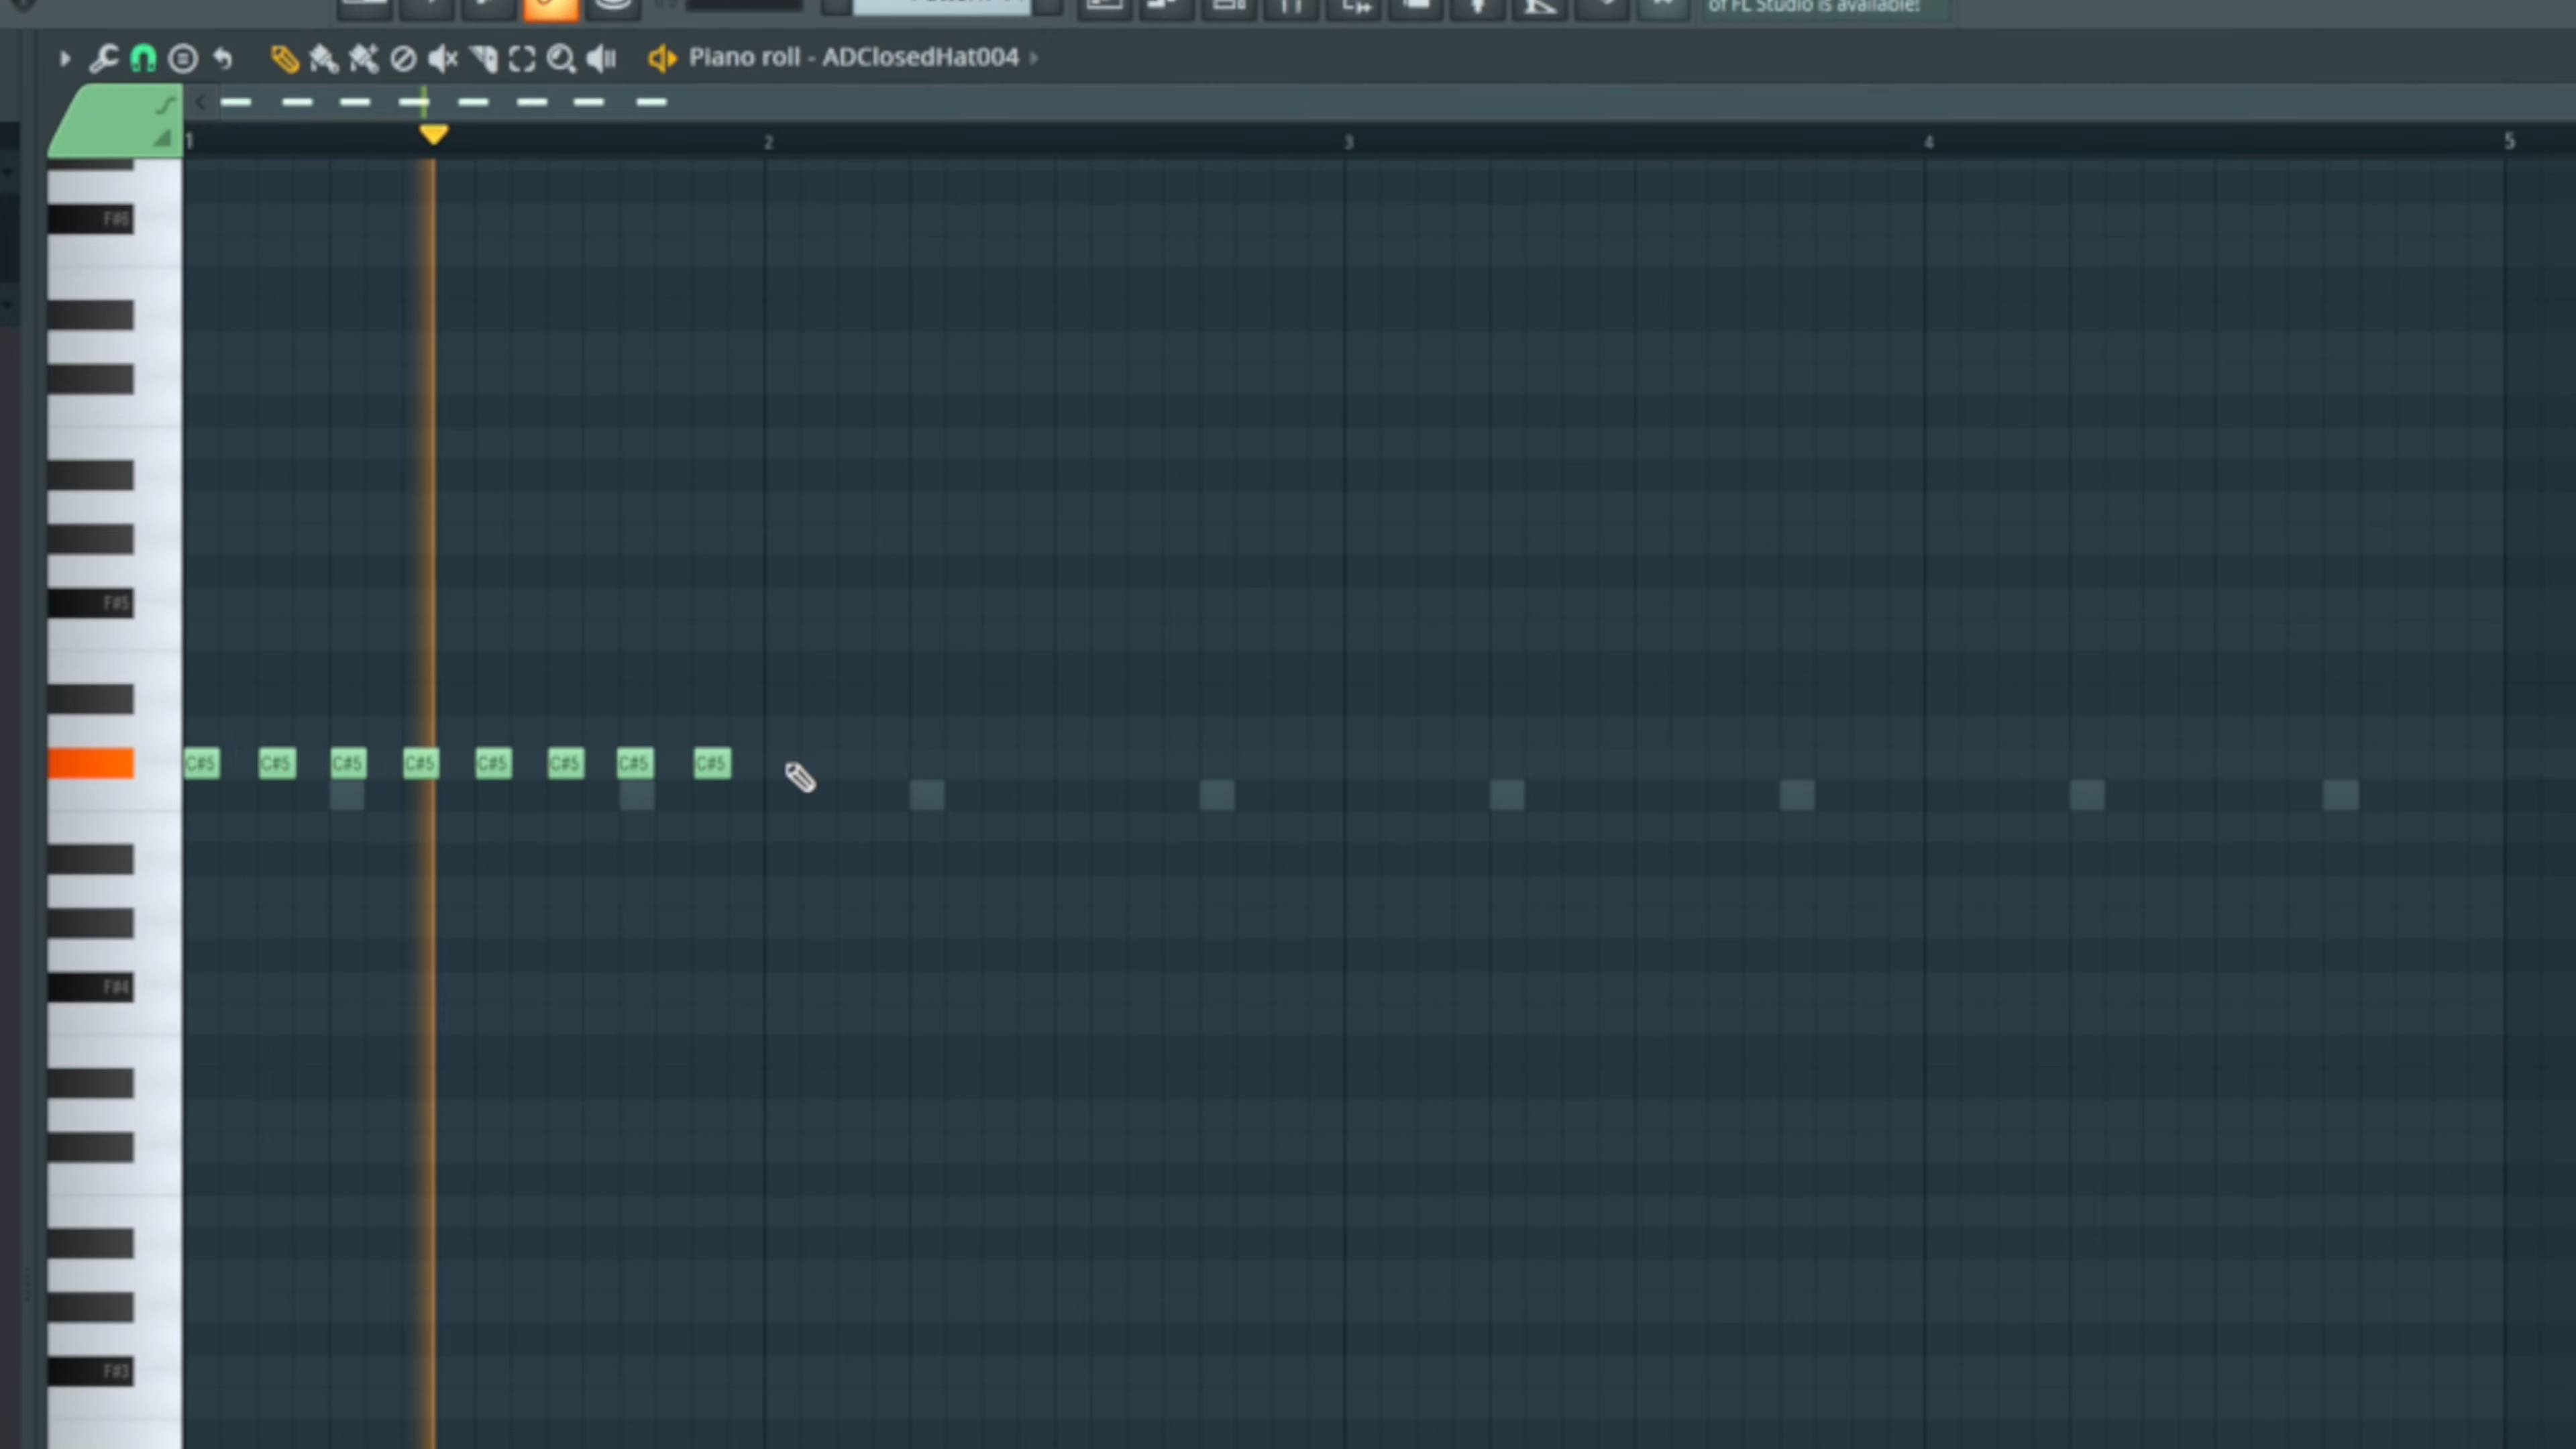 of FL Studio is available!
Piano roll - ADClosedHat004
1 2 3 4 5
F#6
F#5
C#5 C#5 C#5 C#5 C#5 C#5 C#5 C#5
F#4
F#3